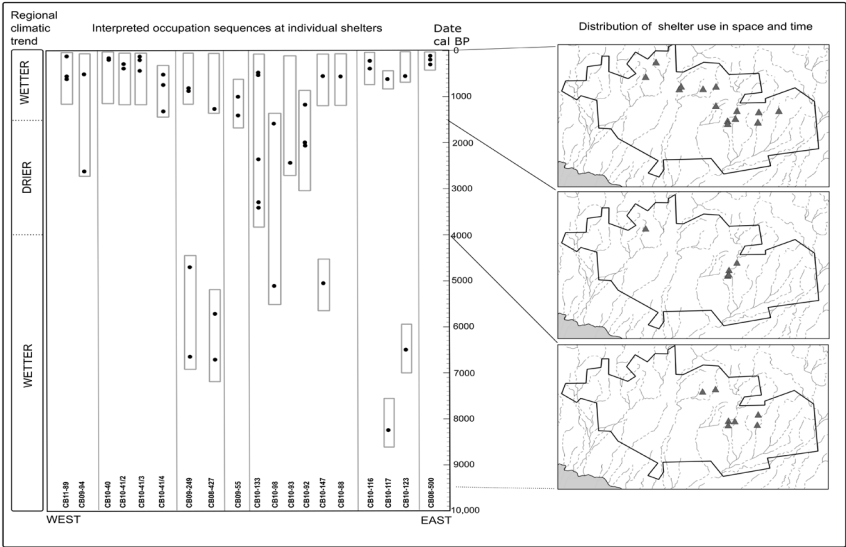 Regional
climatic
trend
Interpreted occupation sequences at individual shelters
Date
cal BP
Distribution of shelter use in space and time
WETTER
DRIER
WETTER
0
1000
2000
3000
4000
5000
6000
7000
8000
9000
10,000
CB11-89
CB09-94
CB10-40
CB10-41/2
CB10-41/3
CB10-41/4
CB09-249
CB08-427
CB09-55
CB10-133
CB10-98
CB10-93
CB10-92
CB10-147
CB10-88
CB10-116
CB10-117
CB10-123
CB08-500
WEST
EAST